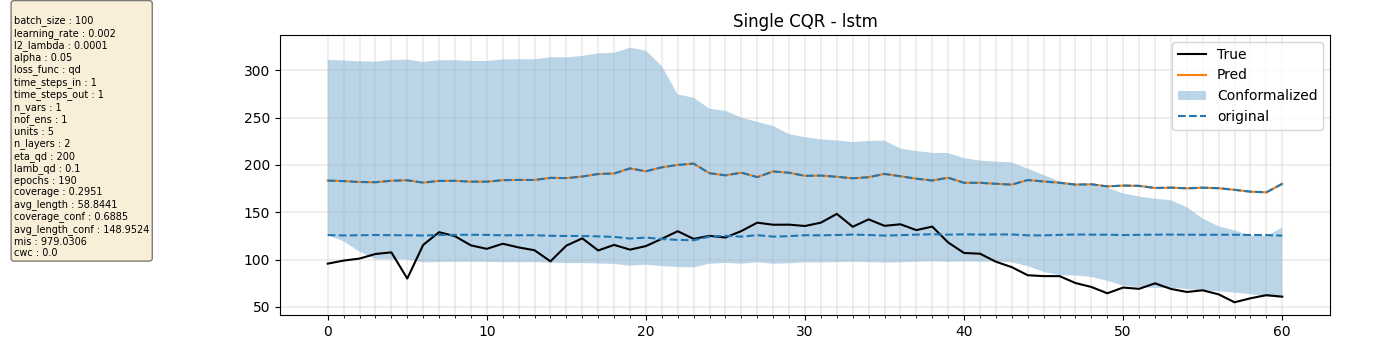 batch_size : 100
learning_rate : 0.002
l2_lambda : 0.0001
alpha : 0.05
loss_func : qd
time_steps_in : 1
time_steps_out : 1
n_vars : 1
nof_ens : 1
units : 5
n_layers : 2
eta_qd : 200
lamb_qd : 0.1
epochs : 190
coverage : 0.2951
avg_length : 58.8441
coverage_conf : 0.6885
avg_length_conf : 148.9524
mis : 979.0306
cwc : 0.0
Single CQR - lstm
300
250
200
150
100
50
0 10 20 30 40 50 60
True
Pred
Conformalized
original